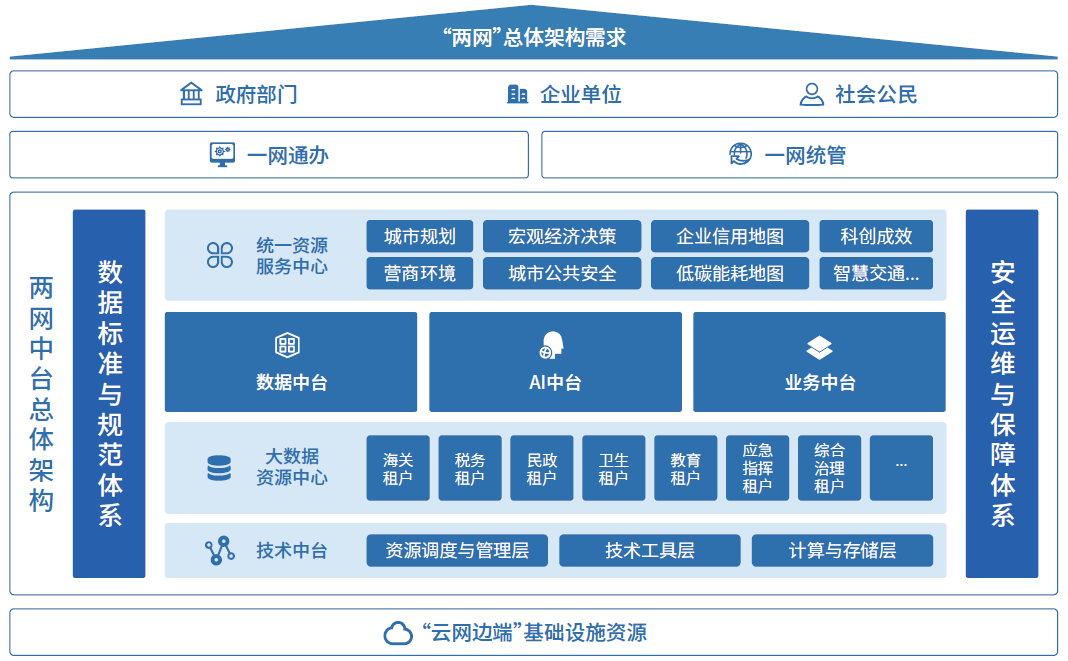 “两网”总体架构需求
政府部门
企业单位
社会公民
一网通办
一网统管
两网中台总体架构
数据标准与规范体系
统一资源
服务中心
城市规划
宏观经济决策
企业信用地图
科创成效
营商环境
城市公共安全
低碳能耗地图
智慧交通...
数据中台
AI中台
业务中台
大数据
资源中心
海关
租户
税务
租户
民政
租户
卫生
租户
教育
租户
应急
指挥
租户
综合
治理
租户
...
技术中台
资源调度与管理层
技术工具层
计算与存储层
安全运维与保障体系
“云网边端”基础设施资源